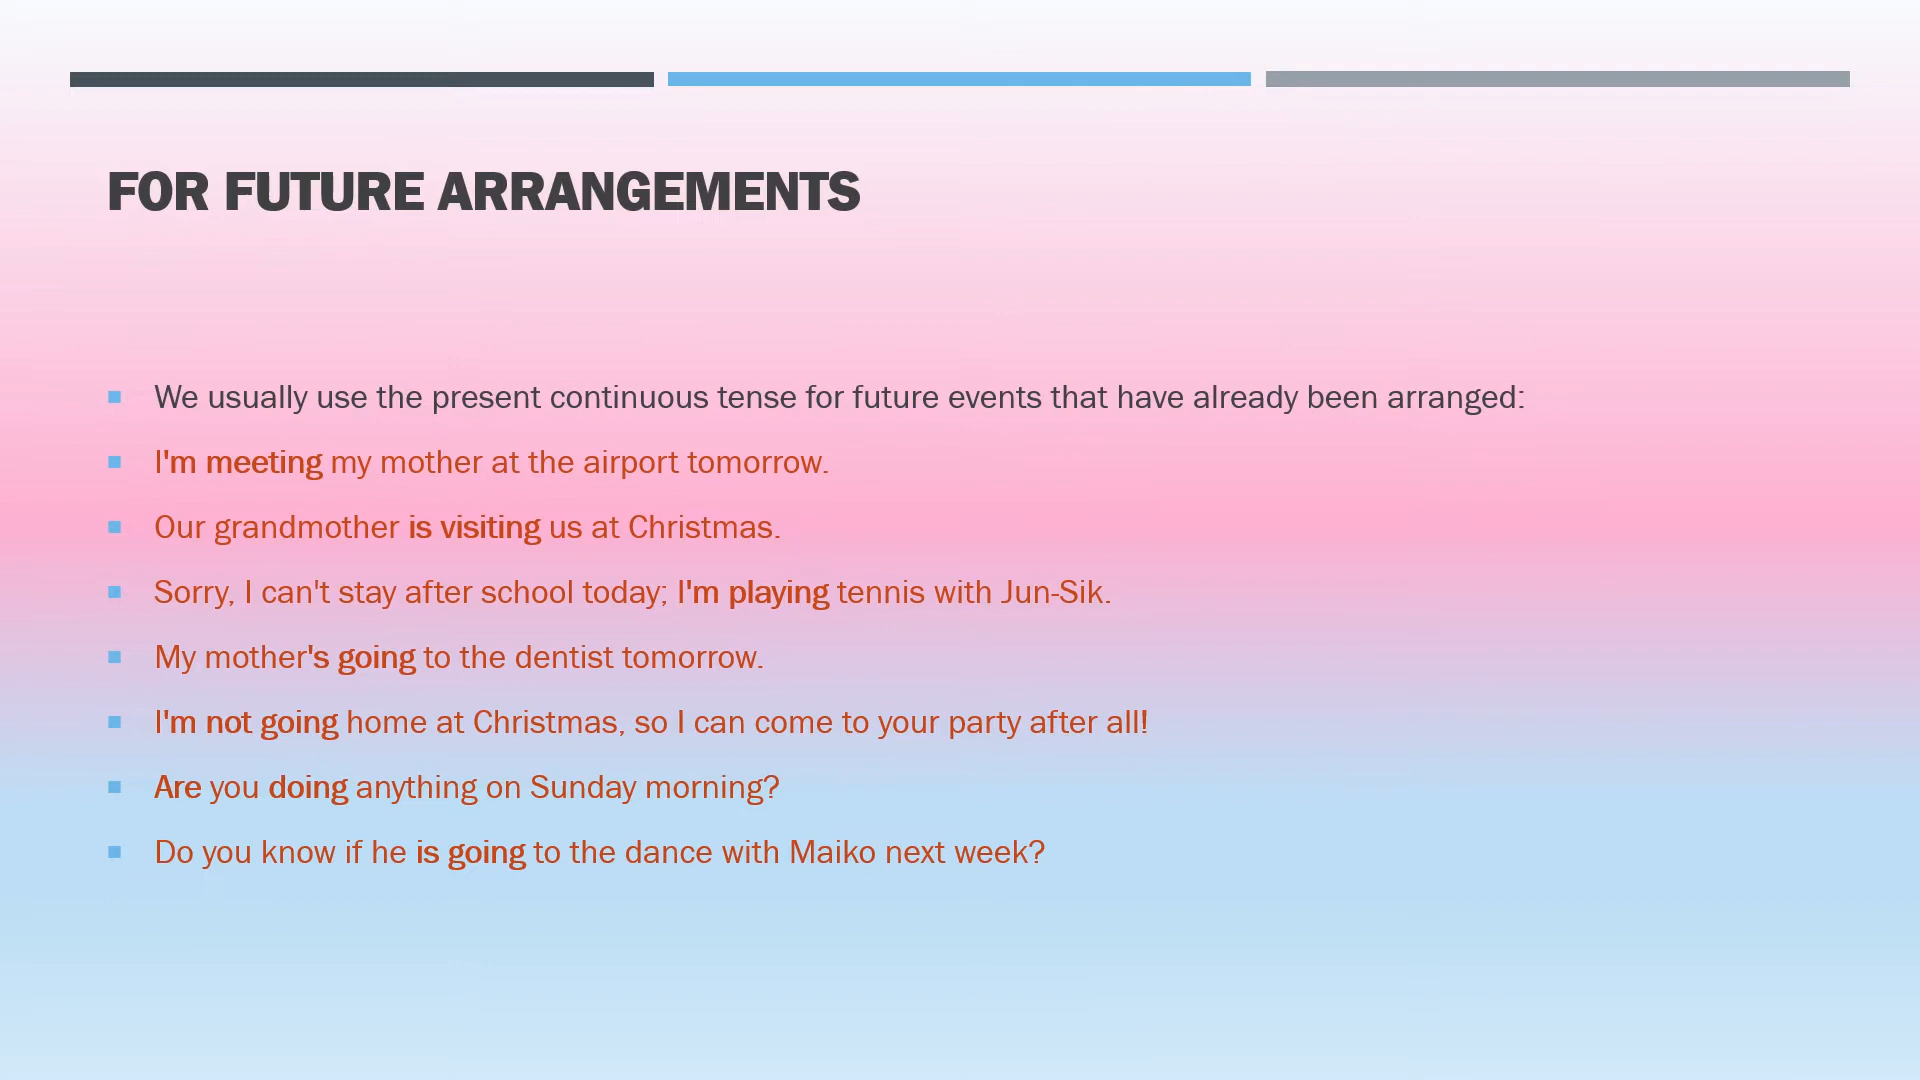 FOR FUTURE ARRANGEMENTS
We usually use the present continuous tense for future events that have already been arranged:
I'm meeting my mother at the airport tomorrow.
Our grandmother is visiting us at Christmas.
Sorry, I can't stay after school today; I'm playing tennis with Jun-Sik.
My mother's going to the dentist tomorrow.
I'm not going home at Christmas, so I can come to your party after all!
Are you doing anything on Sunday morning?
Do you know if he is going to the dance with Maiko next week?